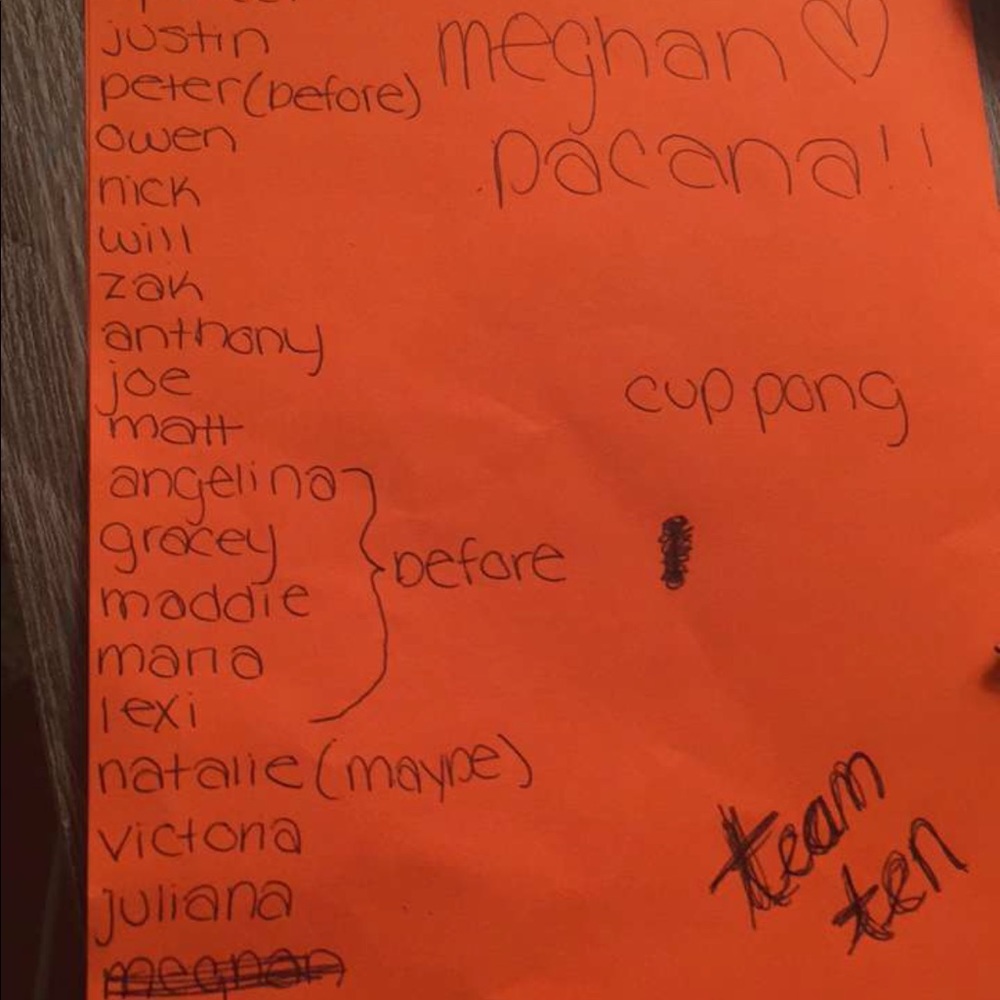 justin
peter (before)
owen
nick
will
zak
anthony
joe
matt
angelina
gracey
maddie
maria
lexi
before
natalie (maybe)
victoria
juliana
meghan
meghan ♡
pacana!!
cup pong
team
ten